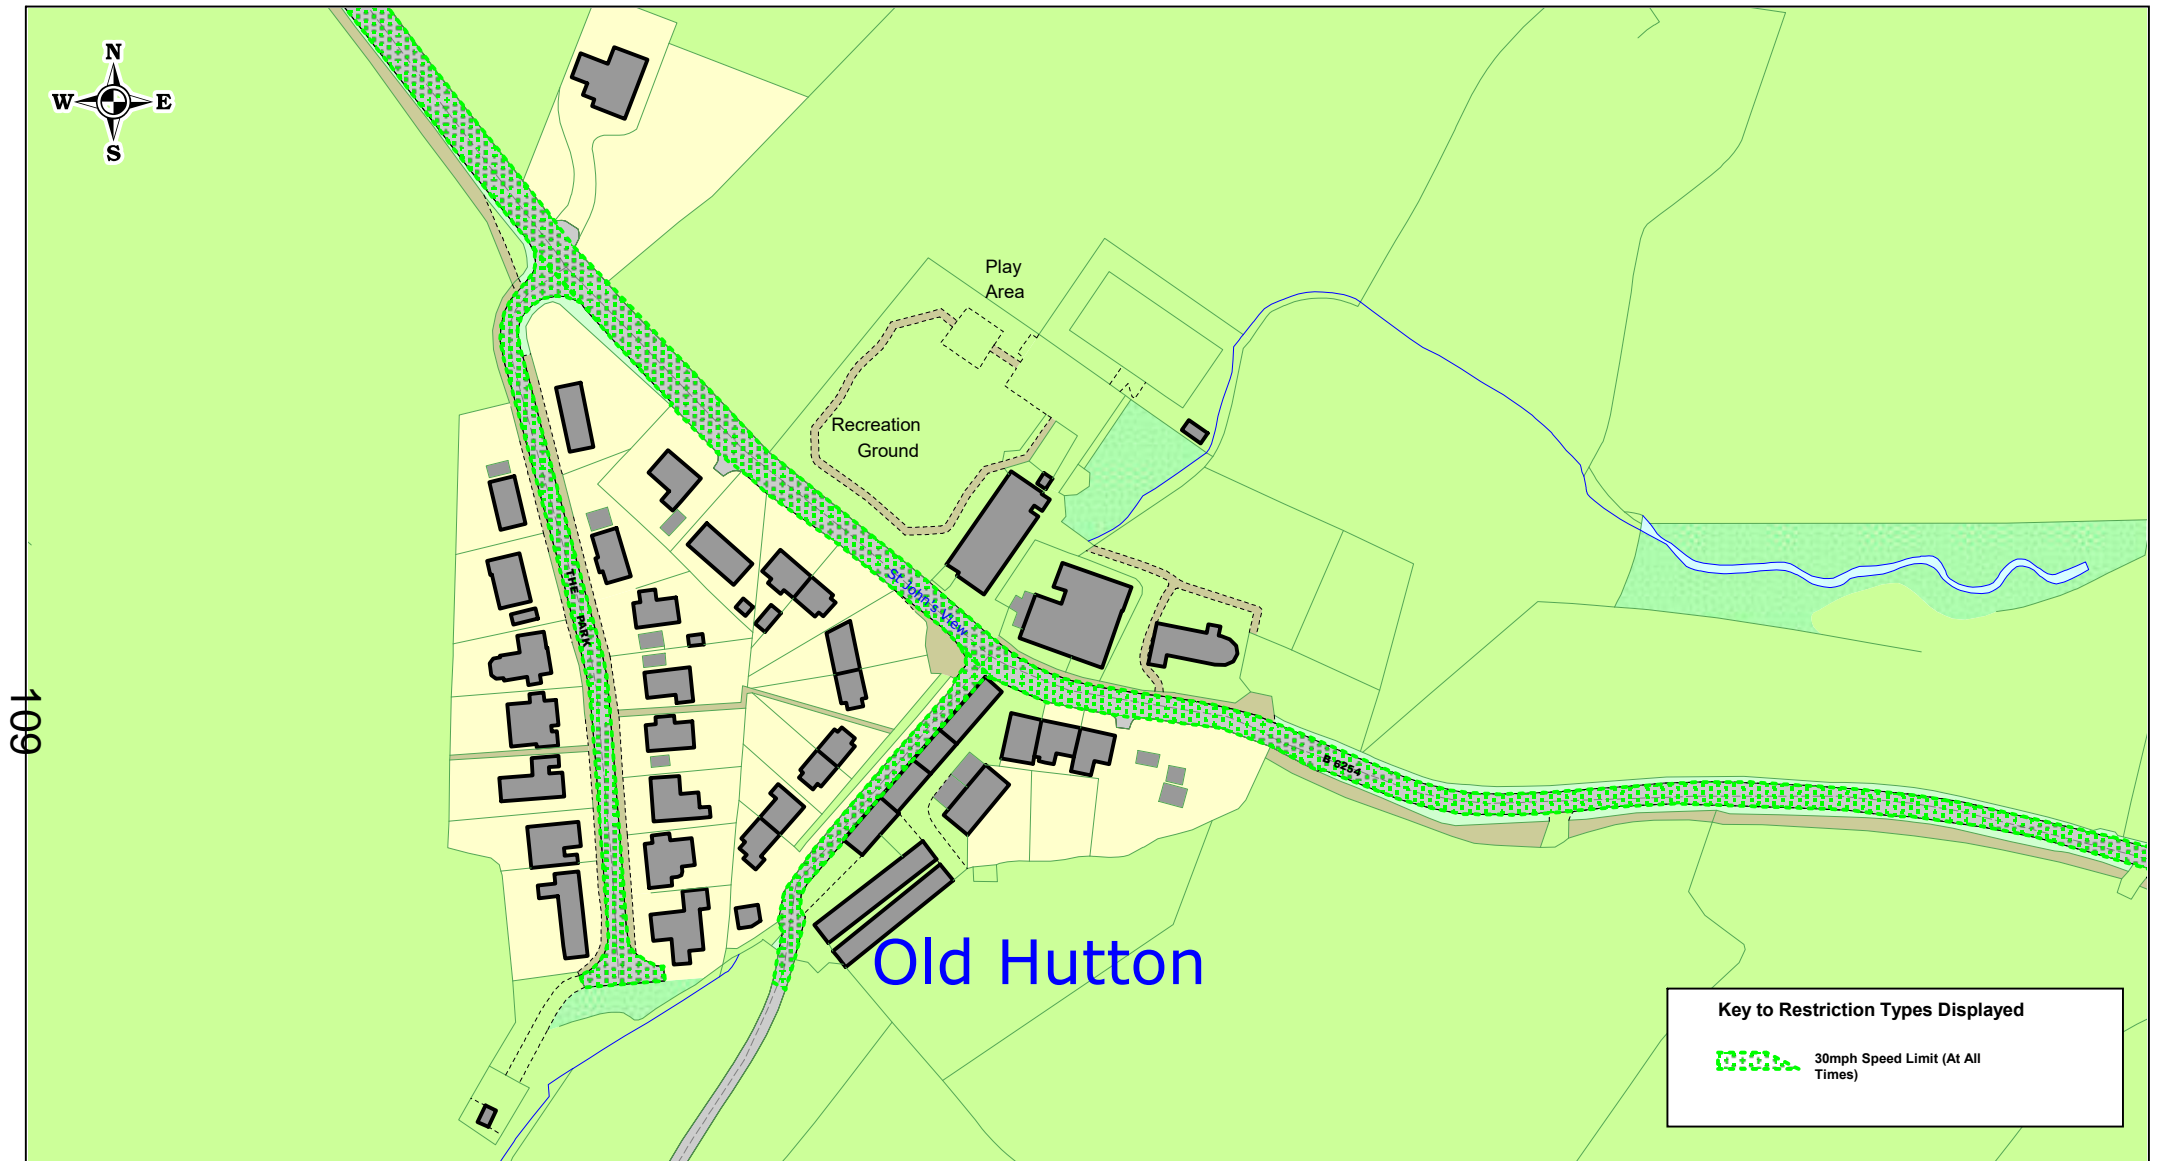 N
W E
S
Play
Area
Recreation
Ground
St John's View
THE PARK
B 6254
109
Old Hutton
Key to Restriction Types Displayed
30mph Speed Limit (At All
Times)